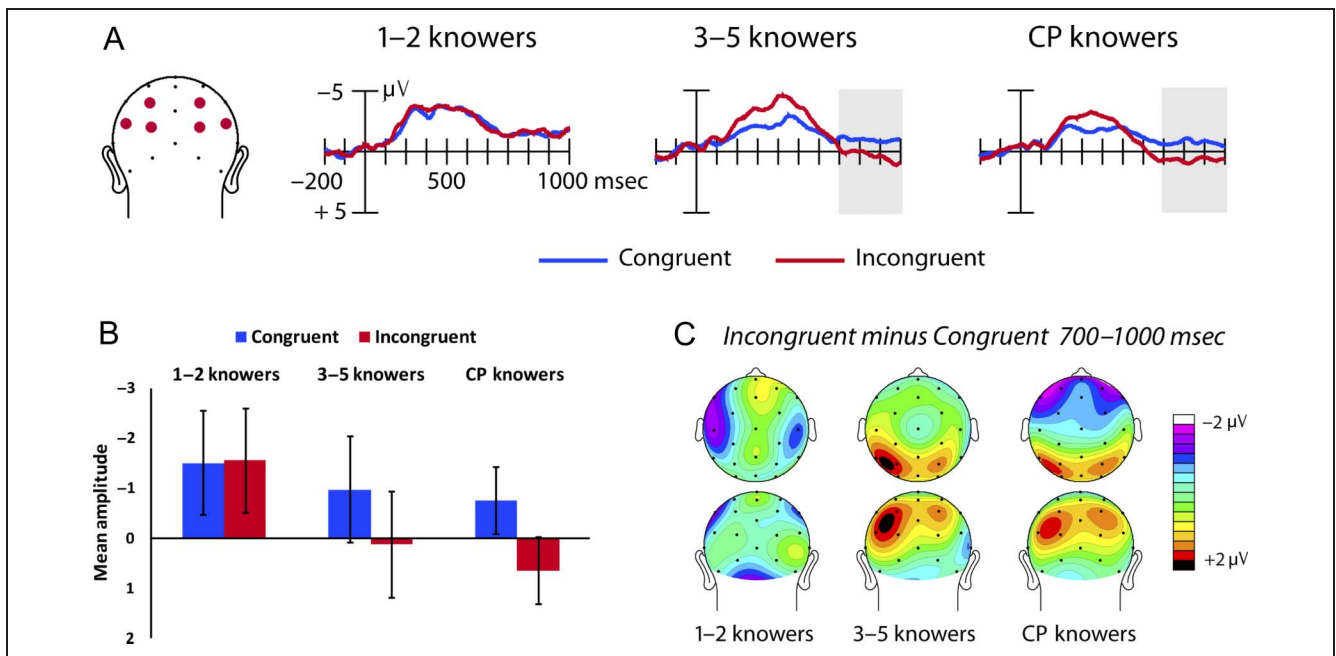 A
1–2 knowers
3–5 knowers
CP knowers
–5
μV
–200
500
1000 msec
+ 5
Congruent
Incongruent
B
Congruent
Incongruent
1–2 knowers
3–5 knowers
CP knowers
–3
–2
–1
0
1
2
Mean amplitude
C
Incongruent minus Congruent 700–1000 msec
–2 μV
+2 μV
1–2 knowers
3–5 knowers
CP knowers